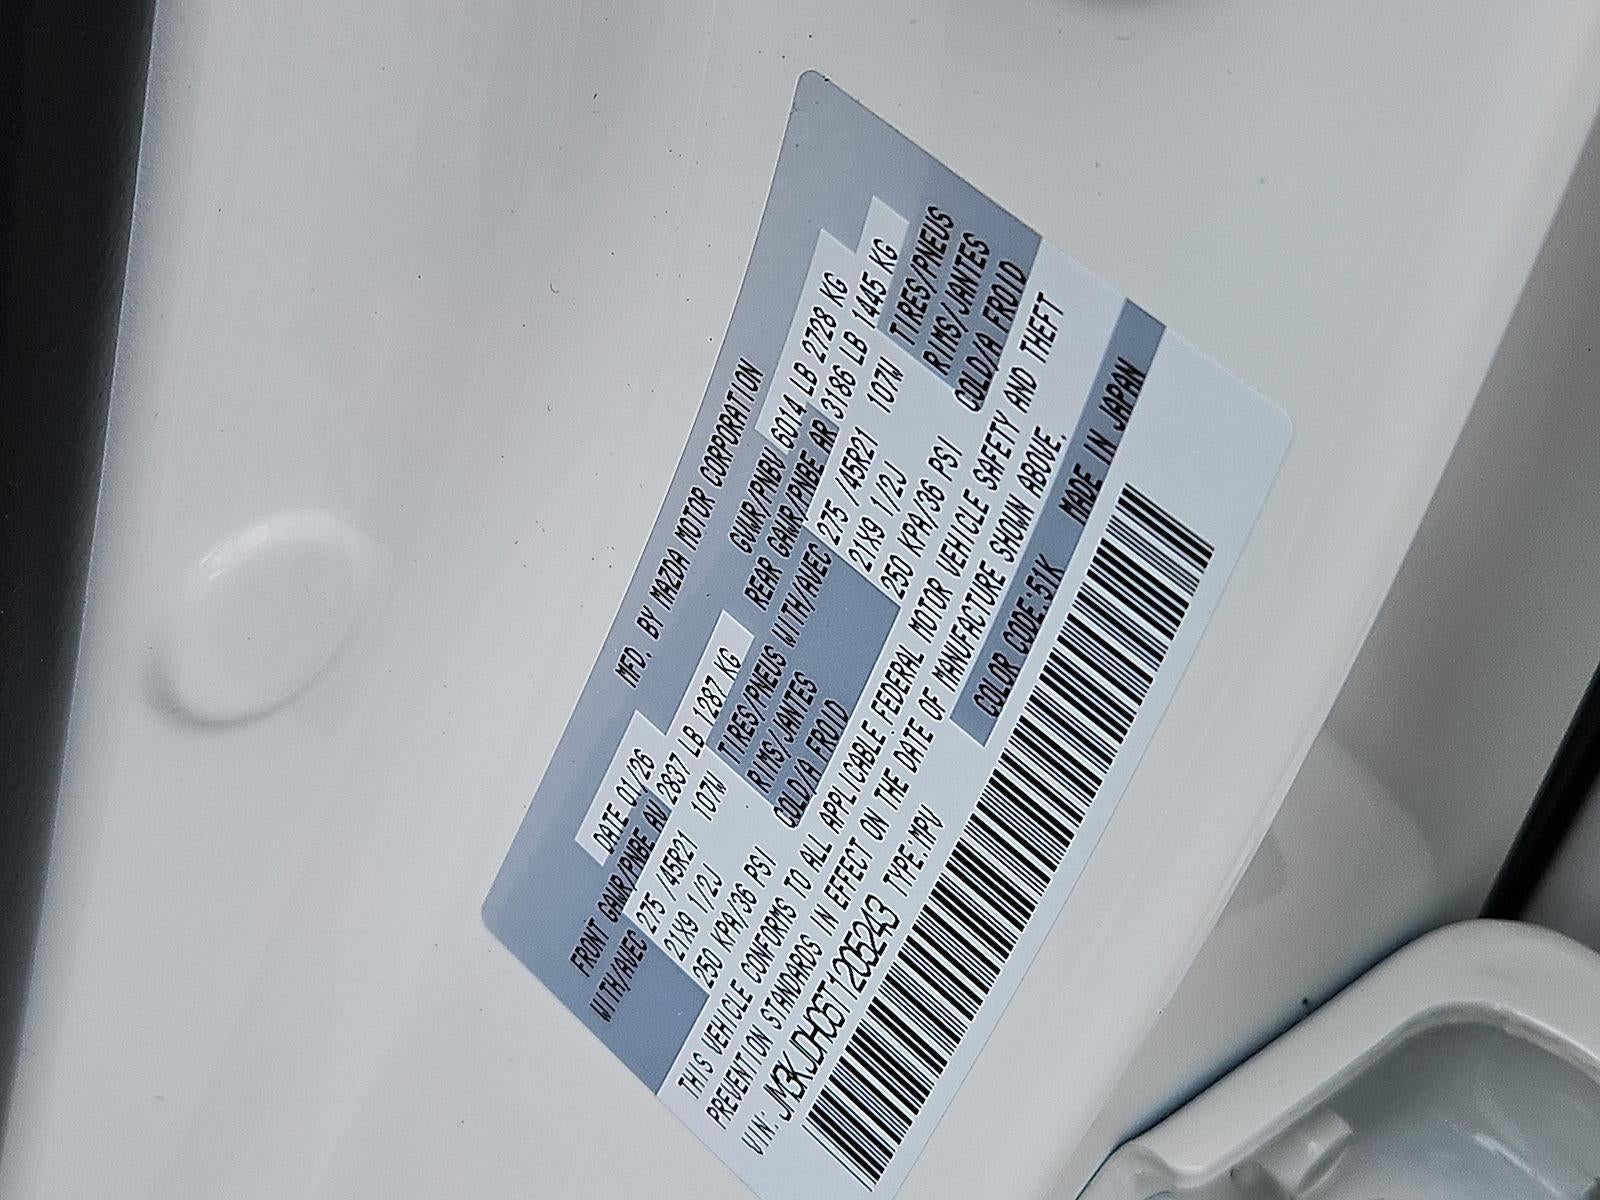 MFD. BY MAZDA MOTOR CORPORATION
DATE 01/26 GVWR/PNBV 6014 LB 2728 KG
FRONT GAWR/PNBE AV 2837 LB 1287 KG REAR GAWR/PNBE AR 3186 LB 1445 KG
WITH/AVEC 275 /45R21 107W TIRES/PNEUS WITH/AVEC 275 /45R21 107W TIRES/PNEUS
21X9 1/2J RIMS/JANTES 21X9 1/2J RIMS/JANTES
250 KPA/36 PSI COLD/A FROID 250 KPA/36 PSI COLD/A FROID
THIS VEHICLE CONFORMS TO ALL APPLICABLE FEDERAL MOTOR VEHICLE SAFETY AND THEFT
PREVENTION STANDARDS IN EFFECT ON THE DATE OF MANUFACTURE SHOWN ABOVE.
VIN: JM3KJDHC6T1205243 TYPE:MPV COLOR CODE:51K MADE IN JAPAN